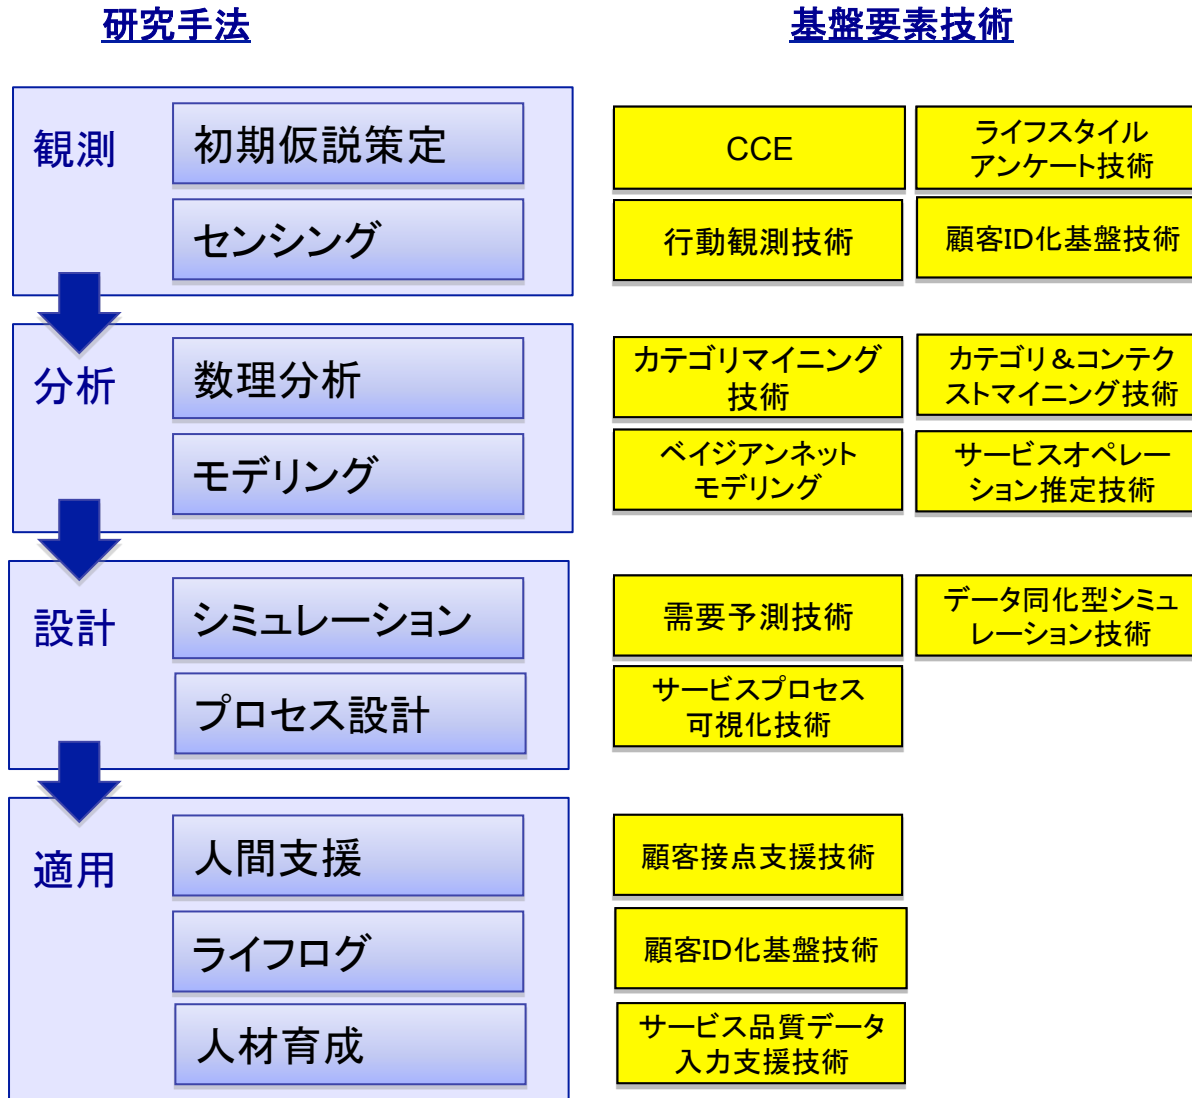 研究手法
基盤要素技術
観測
初期仮説策定
センシング
CCE
ライフスタイル
アンケート技術
行動観測技術
顧客ID化基盤技術
分析
数理分析
モデリング
カテゴリマイニング
技術
カテゴリ&コンテク
ストマイニング技術
ベイジアンネット
モデリング
サービスオペレー
ション推定技術
設計
シミュレーション
プロセス設計
需要予測技術
データ同化型シミュ
レーション技術
サービスプロセス
可視化技術
適用
人間支援
ライフログ
人材育成
顧客接点支援技術
顧客ID化基盤技術
サービス品質データ
入力支援技術